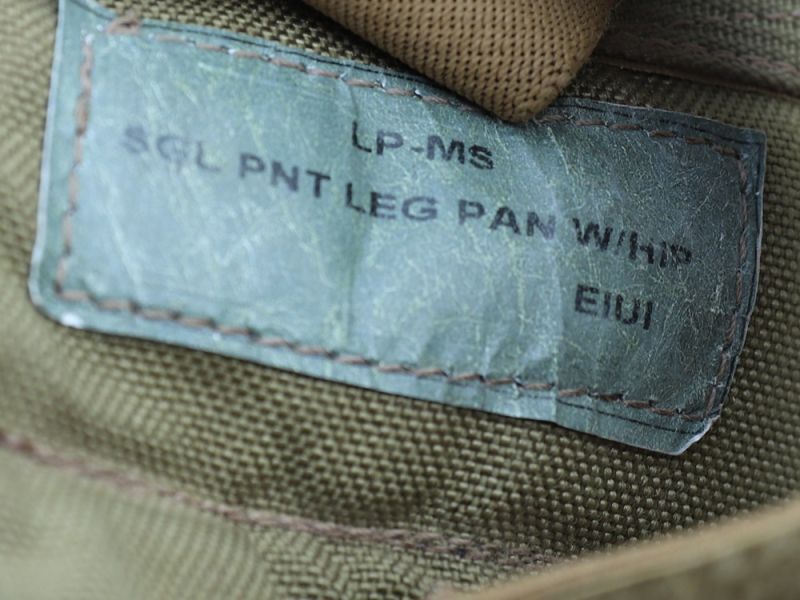 LP-MS
SGL PNT LEG PAN W/HIP
EIUI